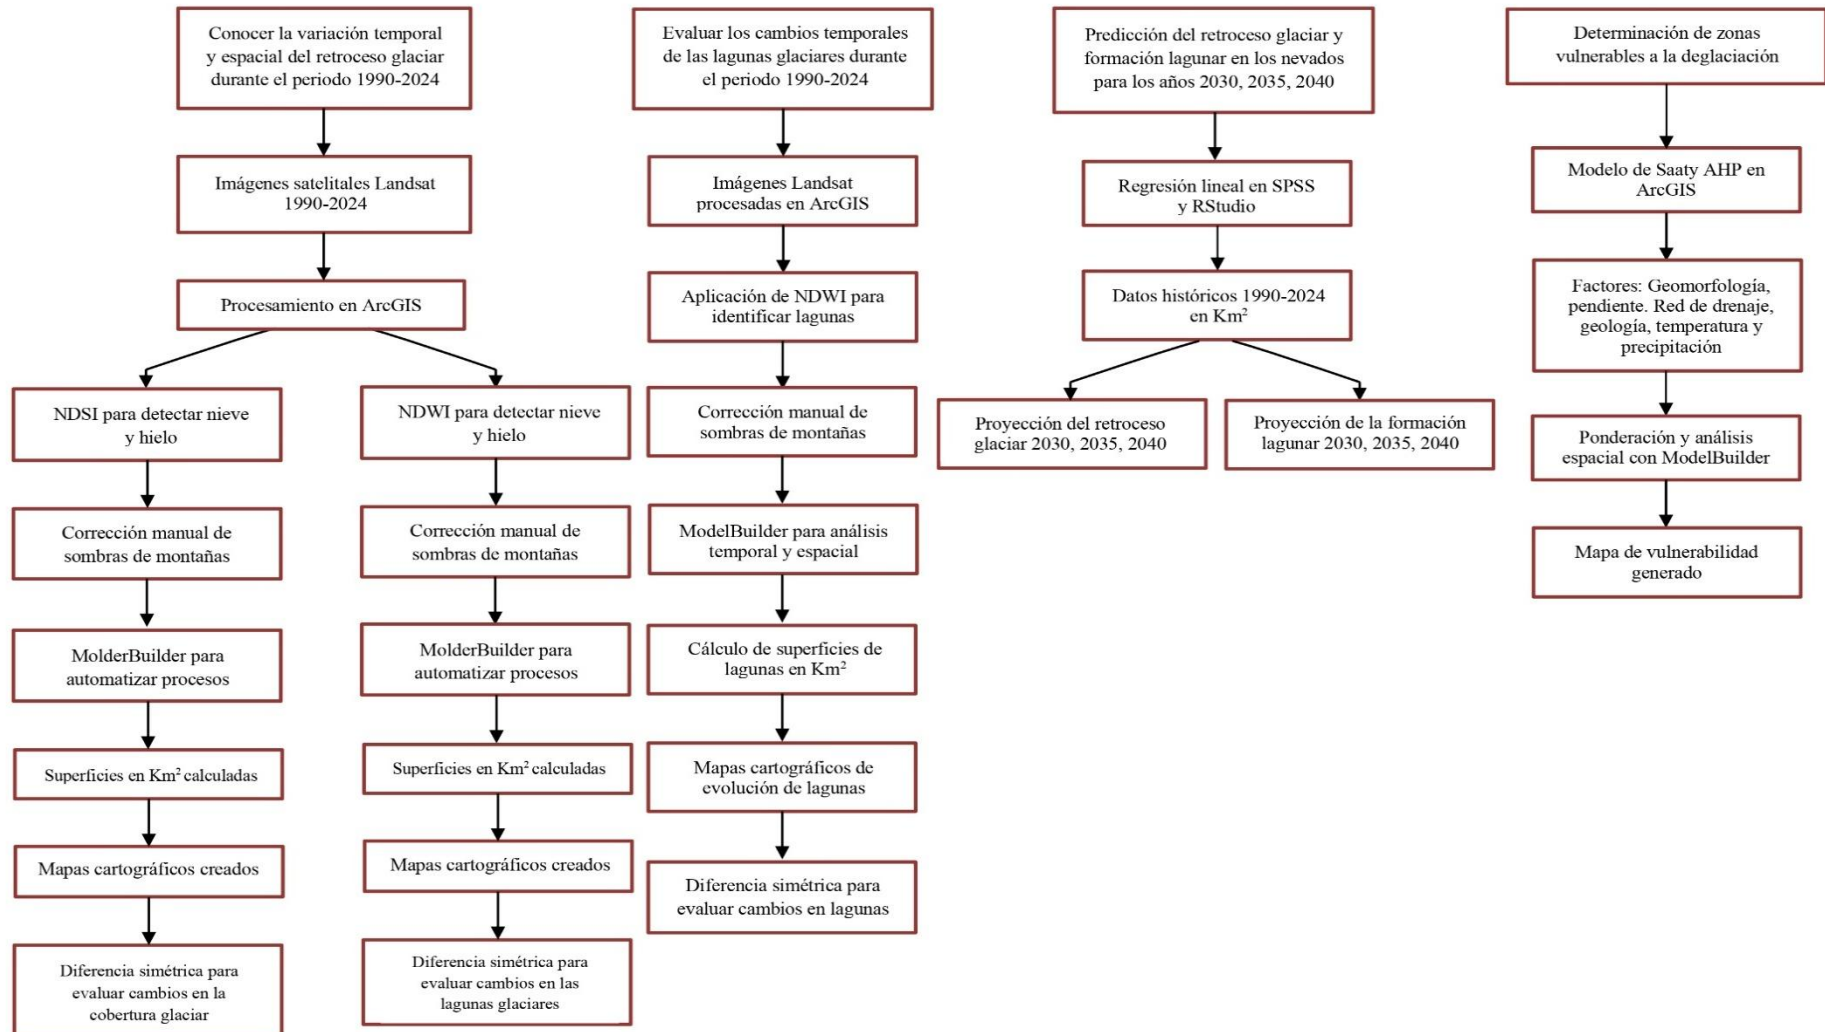 Conocer la variación temporal
y espacial del retroceso glaciar
durante el periodo 1990-2024
Imágenes satelitales Landsat
1990-2024
Procesamiento en ArcGIS
NDSI para detectar nieve
y hielo
Corrección manual de
sombras de montañas
MolderBuilder para
automatizar procesos
Superficies en Km² calculadas
Mapas cartográficos creados
Diferencia simétrica para
evaluar cambios en la
cobertura glaciar
NDWI para detectar nieve
y hielo
Corrección manual de
sombras de montañas
MolderBuilder para
automatizar procesos
Superficies en Km² calculadas
Mapas cartográficos creados
Diferencia simétrica para
evaluar cambios en las
lagunas glaciares
Evaluar los cambios temporales
de las lagunas glaciares durante
el periodo 1990-2024
Imágenes Landsat
procesadas en ArcGIS
Aplicación de NDWI para
identificar lagunas
Corrección manual de
sombras de montañas
ModelBuilder para análisis
temporal y espacial
Cálculo de superficies de
lagunas en Km²
Mapas cartográficos de
evolución de lagunas
Diferencia simétrica para
evaluar cambios en lagunas
Predicción del retroceso glaciar y
formación lagunar en los nevados
para los años 2030, 2035, 2040
Regresión lineal en SPSS
y RStudio
Datos históricos 1990-2024
en Km²
Proyección del retroceso
glaciar 2030, 2035, 2040
Proyección de la formación
lagunar 2030, 2035, 2040
Determinación de zonas
vulnerables a la deglaciación
Modelo de Saaty AHP en
ArcGIS
Factores: Geomorfología,
pendiente. Red de drenaje,
geología, temperatura y
precipitación
Ponderación y análisis
espacial con ModelBuilder
Mapa de vulnerabilidad
generado